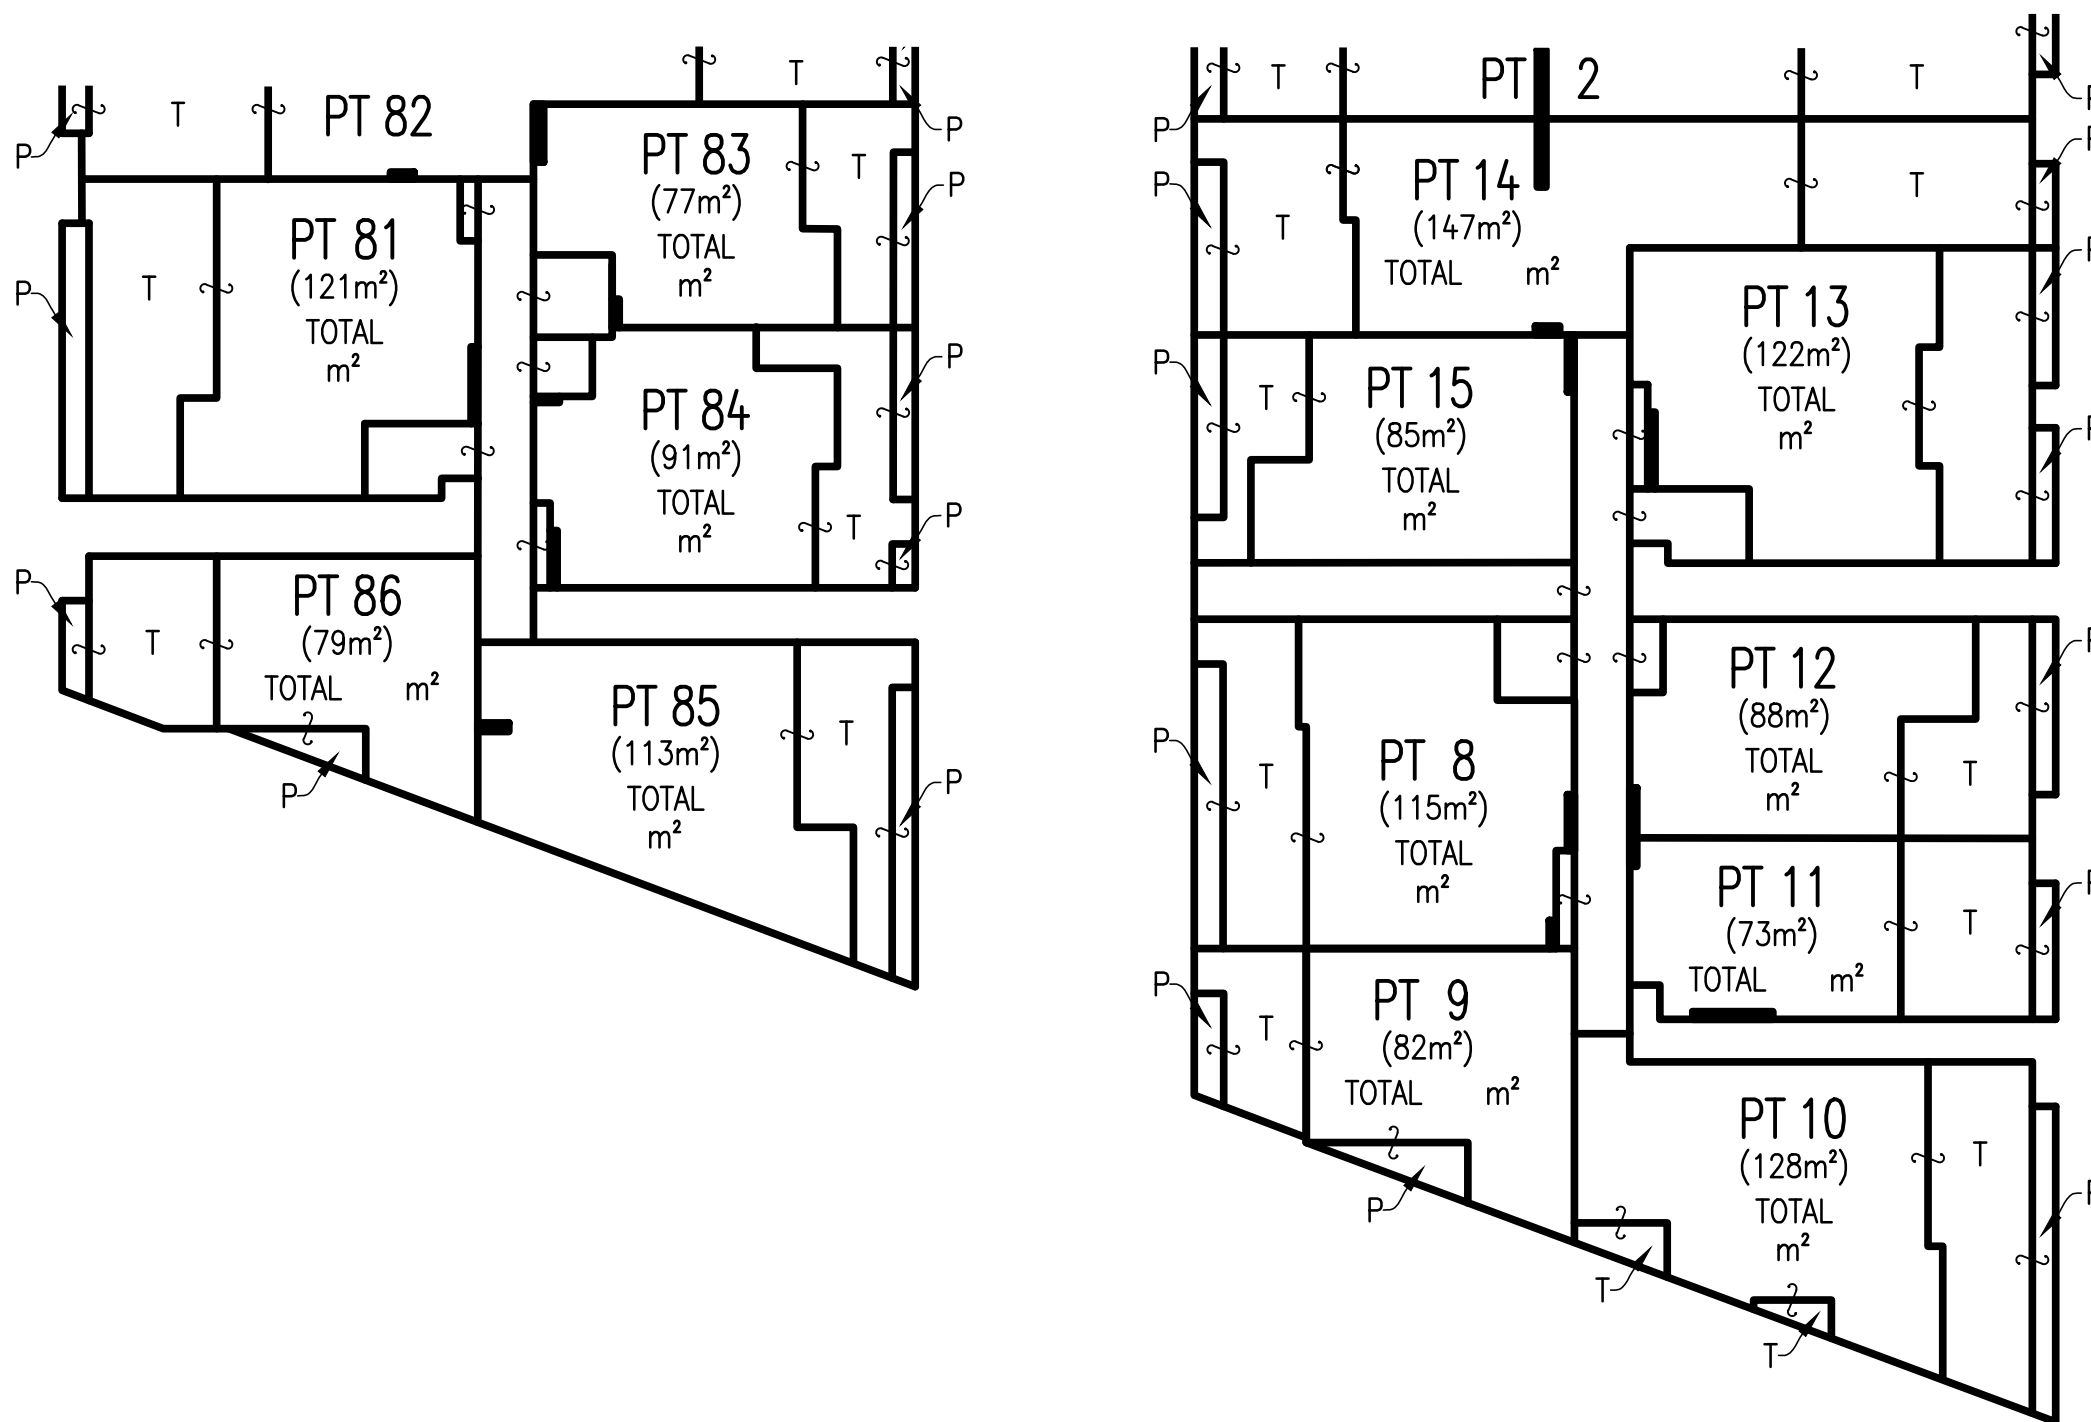 T
PT 82
P
T
P
PT 83
(77m²)
TOTAL
m²
T
P
PT 81
(121m²)
TOTAL
m²
T
P
PT 84
(91m²)
TOTAL
m²
T
P
P
PT 86
(79m²)
TOTAL m²
T
P
P
PT 85
(113m²)
TOTAL
m²
T
P
T
PT 2
T
P
P
PT 14
(147m²)
TOTAL m²
T
T
P
P
PT 13
(122m²)
TOTAL
m²
P
PT 15
(85m²)
TOTAL
m²
T
P
P
PT 12
(88m²)
TOTAL
m²
T
P
PT 8
(115m²)
TOTAL
m²
T
P
PT 11
(73m²)
TOTAL m²
T
P
PT 9
(82m²)
TOTAL m²
T
P
P
PT 10
(128m²)
TOTAL
m²
T
P
T
T